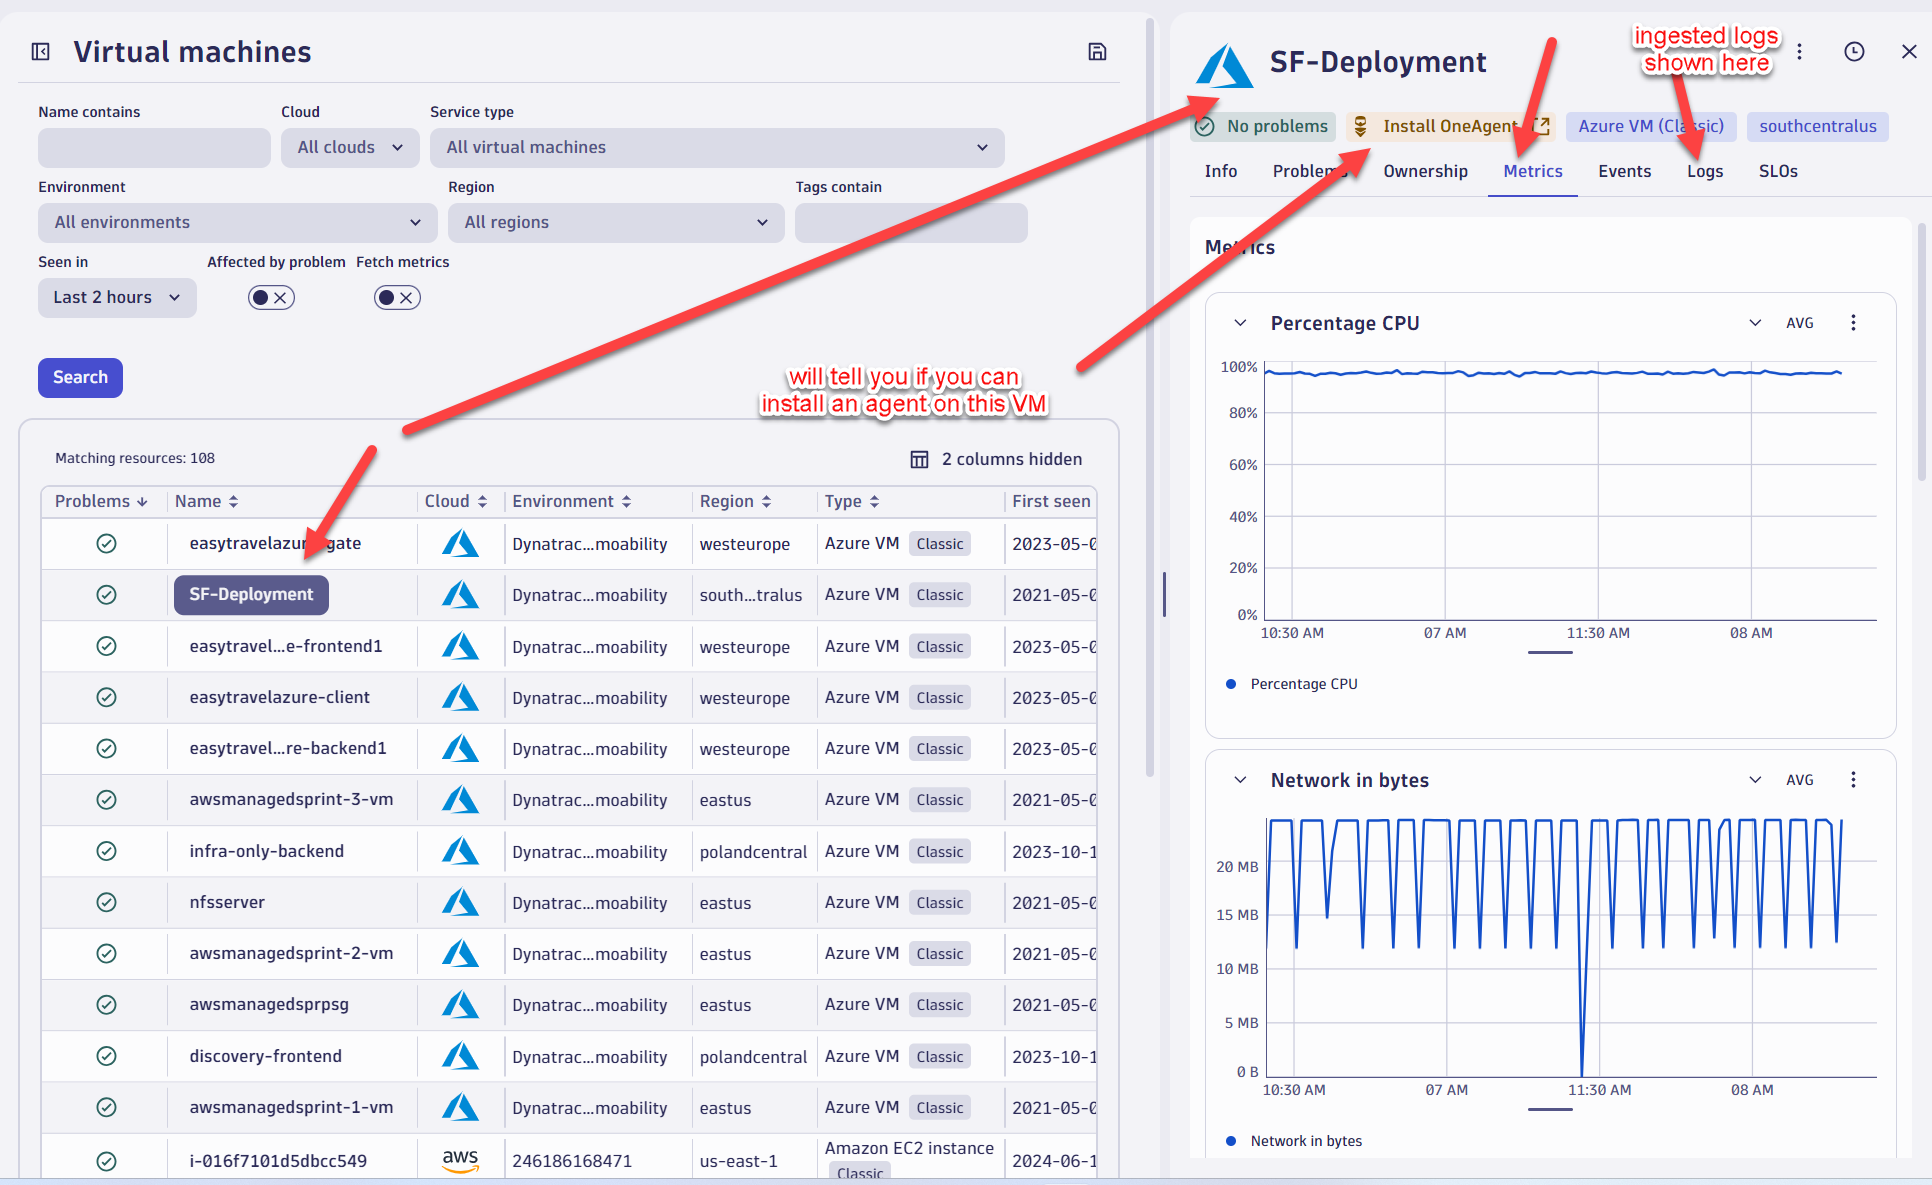 Virtual machines
Name contains
Cloud
Service type
All clouds
All virtual machines
Environment
Region
Tags contain
All environments
All regions
Seen in
Affected by problem
Fetch metrics
Last 2 hours
Search
will tell you if you can
install an agent on this VM
Matching resources: 108
2 columns hidden
Problems Name Cloud Environment Region Type First seen
easytravelazur gate Dynatrac...moability westeurope Azure VM Classic 2023-05-0
SF-Deployment Dynatrac...moability south...tralus Azure VM Classic 2021-05-0
easytravel...e-frontend1 Dynatrac...moability westeurope Azure VM Classic 2023-05-0
easytravelazure-client Dynatrac...moability westeurope Azure VM Classic 2023-05-0
easytravel...re-backend1 Dynatrac...moability westeurope Azure VM Classic 2023-05-0
awsmanagedsprint-3-vm Dynatrac...moability eastus Azure VM Classic 2021-05-0
infra-only-backend Dynatrac...moability polandcentral Azure VM Classic 2023-10-1
nfsserver Dynatrac...moability eastus Azure VM Classic 2021-05-0
awsmanagedsprint-2-vm Dynatrac...moability eastus Azure VM Classic 2021-05-0
awsmanagedsprpsg Dynatrac...moability eastus Azure VM Classic 2021-05-0
discovery-frontend Dynatrac...moability polandcentral Azure VM Classic 2023-10-1
awsmanagedsprint-1-vm Dynatrac...moability eastus Azure VM Classic 2021-05-0
i-016f7101d5dbcc549 aws 246186168471 us-east-1 Amazon EC2 instance Classic 2024-06-1
SF-Deployment
ingested logs
shown here
No problems
Install OneAgent
Azure VM (Classic)
southcentralus
Info Problems Ownership Metrics Events Logs SLOs
Metrics
Percentage CPU
AVG
100%
80%
60%
40%
20%
0%
10:30 AM 07 AM 11:30 AM 08 AM
Percentage CPU
Network in bytes
AVG
20 MB
15 MB
10 MB
5 MB
0 B
10:30 AM 07 AM 11:30 AM 08 AM
Network in bytes